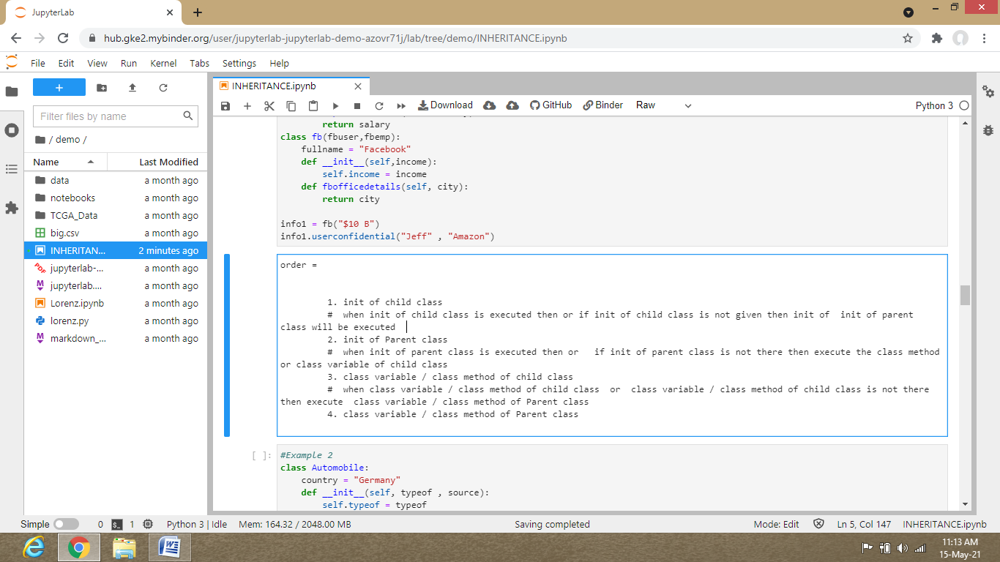 JupyterLab
hub.gke2.mybinder.org/user/jupyterlab-jupyterlab-demo-azovr71j/lab/tree/demo/INHERITANCE.ipynb
File Edit View Run Kernel Tabs Settings Help
Filter files by name
/ demo /
Name Last Modified
data a month ago
notebooks a month ago
TCGA_Data a month ago
big.csv a month ago
INHERITAN... 2 minutes ago
jupyterlab-... a month ago
jupyterlab.... a month ago
Lorenz.ipynb a month ago
lorenz.py a month ago
markdown_... a month ago
INHERITANCE.ipynb
Download GitHub Binder Raw Python 3
return salary
class fb(fbuser,fbemp):
fullname = "Facebook"
def __init__(self,income):
self.income = income
def fbofficedetails(self, city):
return city
info1 = fb("$10 B")
info1.userconfidential("Jeff" , "Amazon")
order =
1. init of child class
# when init of child class is executed then or if init of child class is not given then init of init of parent
class will be executed
2. init of Parent class
# when init of parent class is executed then or if init of parent class is not there then execute the class method
or class variable of child class
3. class variable / class method of child class
# when class variable / class method of child class or class variable / class method of child class is not there
then execute class variable / class method of Parent class
4. class variable / class method of Parent class
[ ]:
#Example 2
class Automobile:
country = "Germany"
def __init__(self, typeof , source):
self.typeof = typeof
Simple 0 $_ 1 Python 3 | Idle Mem: 164.32 / 2048.00 MB Saving completed Mode: Edit Ln 5, Col 147 INHERITANCE.ipynb
11:13 AM
15-May-21